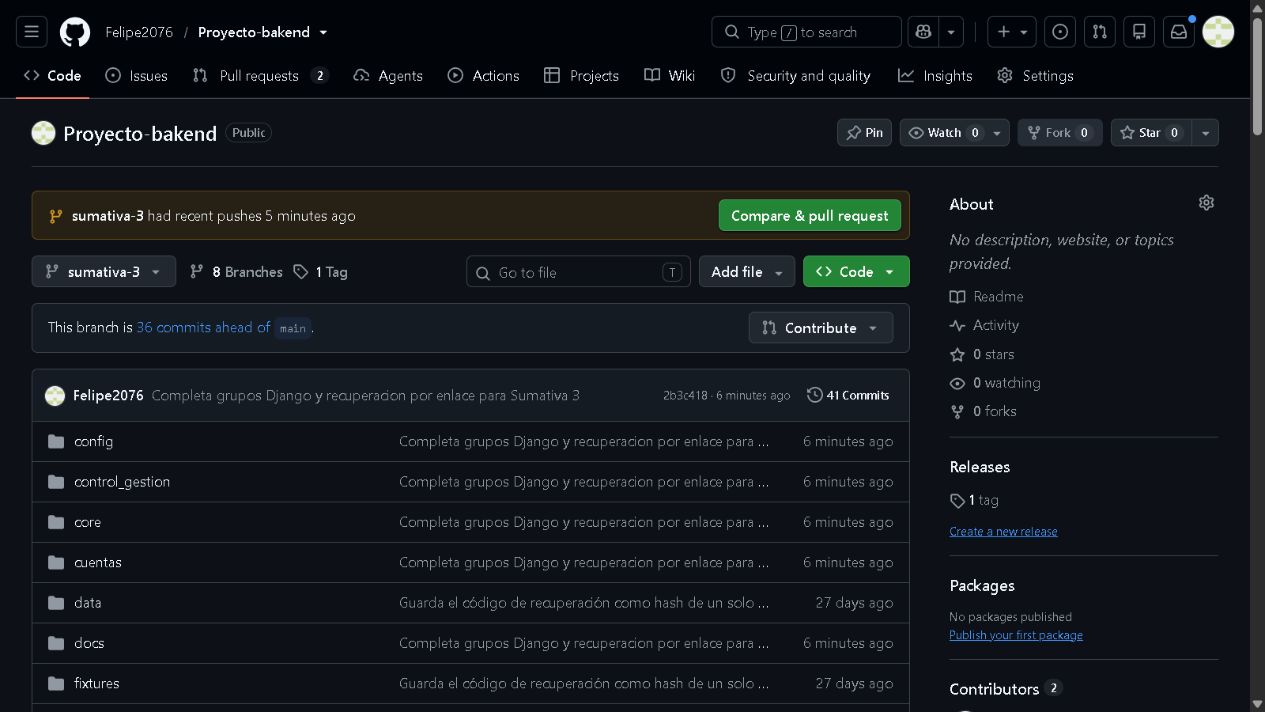 Felipe2076 / Proyecto-bakend
Type / to search
Code Issues Pull requests 2 Agents Actions Projects Wiki Security and quality Insights Settings
Proyecto-bakend Public
Pin Watch 0 Fork 0 Star 0
sumativa-3 had recent pushes 5 minutes ago
Compare & pull request
sumativa-3 8 Branches 1 Tag
Go to file T
Add file
Code
This branch is 36 commits ahead of main.
Contribute
Felipe2076 Completa grupos Django y recuperacion por enlace para Sumativa 3 2b3c418 · 6 minutes ago 41 Commits
config Completa grupos Django y recuperacion por enlace para ... 6 minutes ago
control_gestion Completa grupos Django y recuperacion por enlace para ... 6 minutes ago
core Completa grupos Django y recuperacion por enlace para ... 6 minutes ago
cuentas Completa grupos Django y recuperacion por enlace para ... 6 minutes ago
data Guarda el código de recuperación como hash de un solo ... 27 days ago
docs Completa grupos Django y recuperacion por enlace para ... 6 minutes ago
fixtures Guarda el código de recuperación como hash de un solo ... 27 days ago
About
No description, website, or topics
provided.
Readme
Activity
0 stars
0 watching
0 forks
Releases
1 tag
Create a new release
Packages
No packages published
Publish your first package
Contributors 2